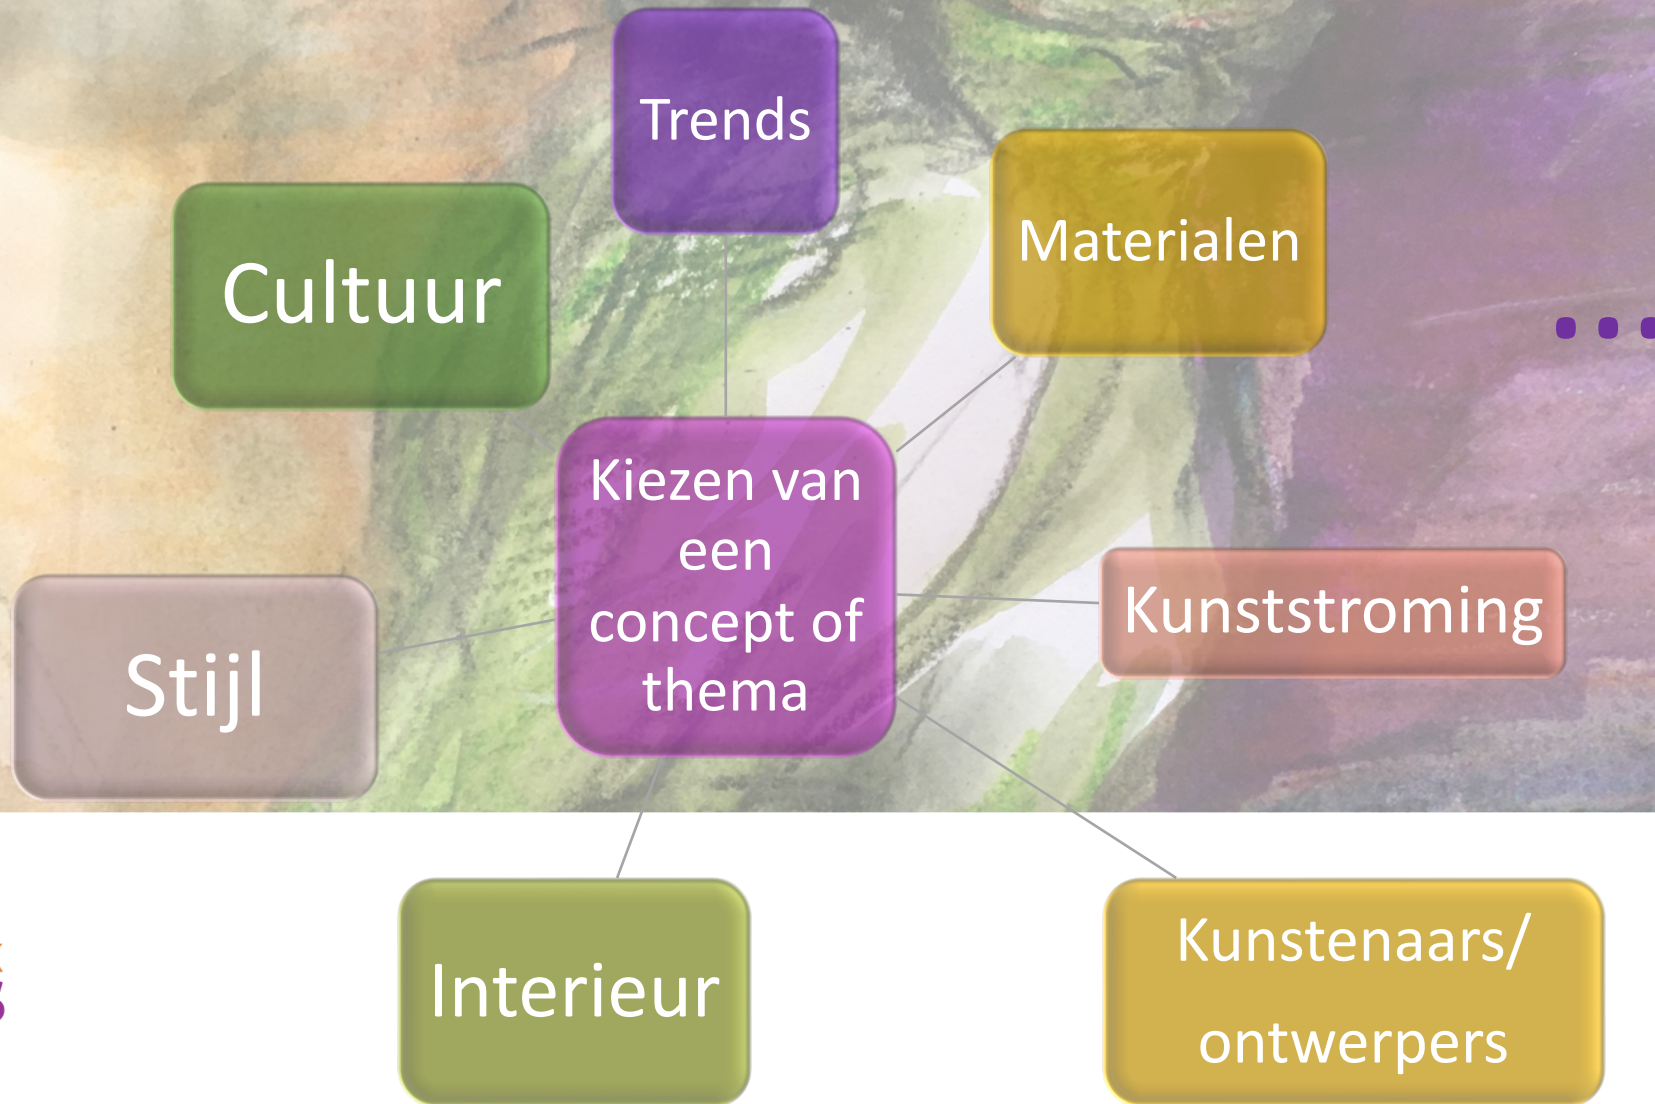 Trends
Materialen
Cultuur
...
Kiezen van
een
concept of
thema
Kunststroming
Stijl
Interieur
Kunstenaars/
ontwerpers